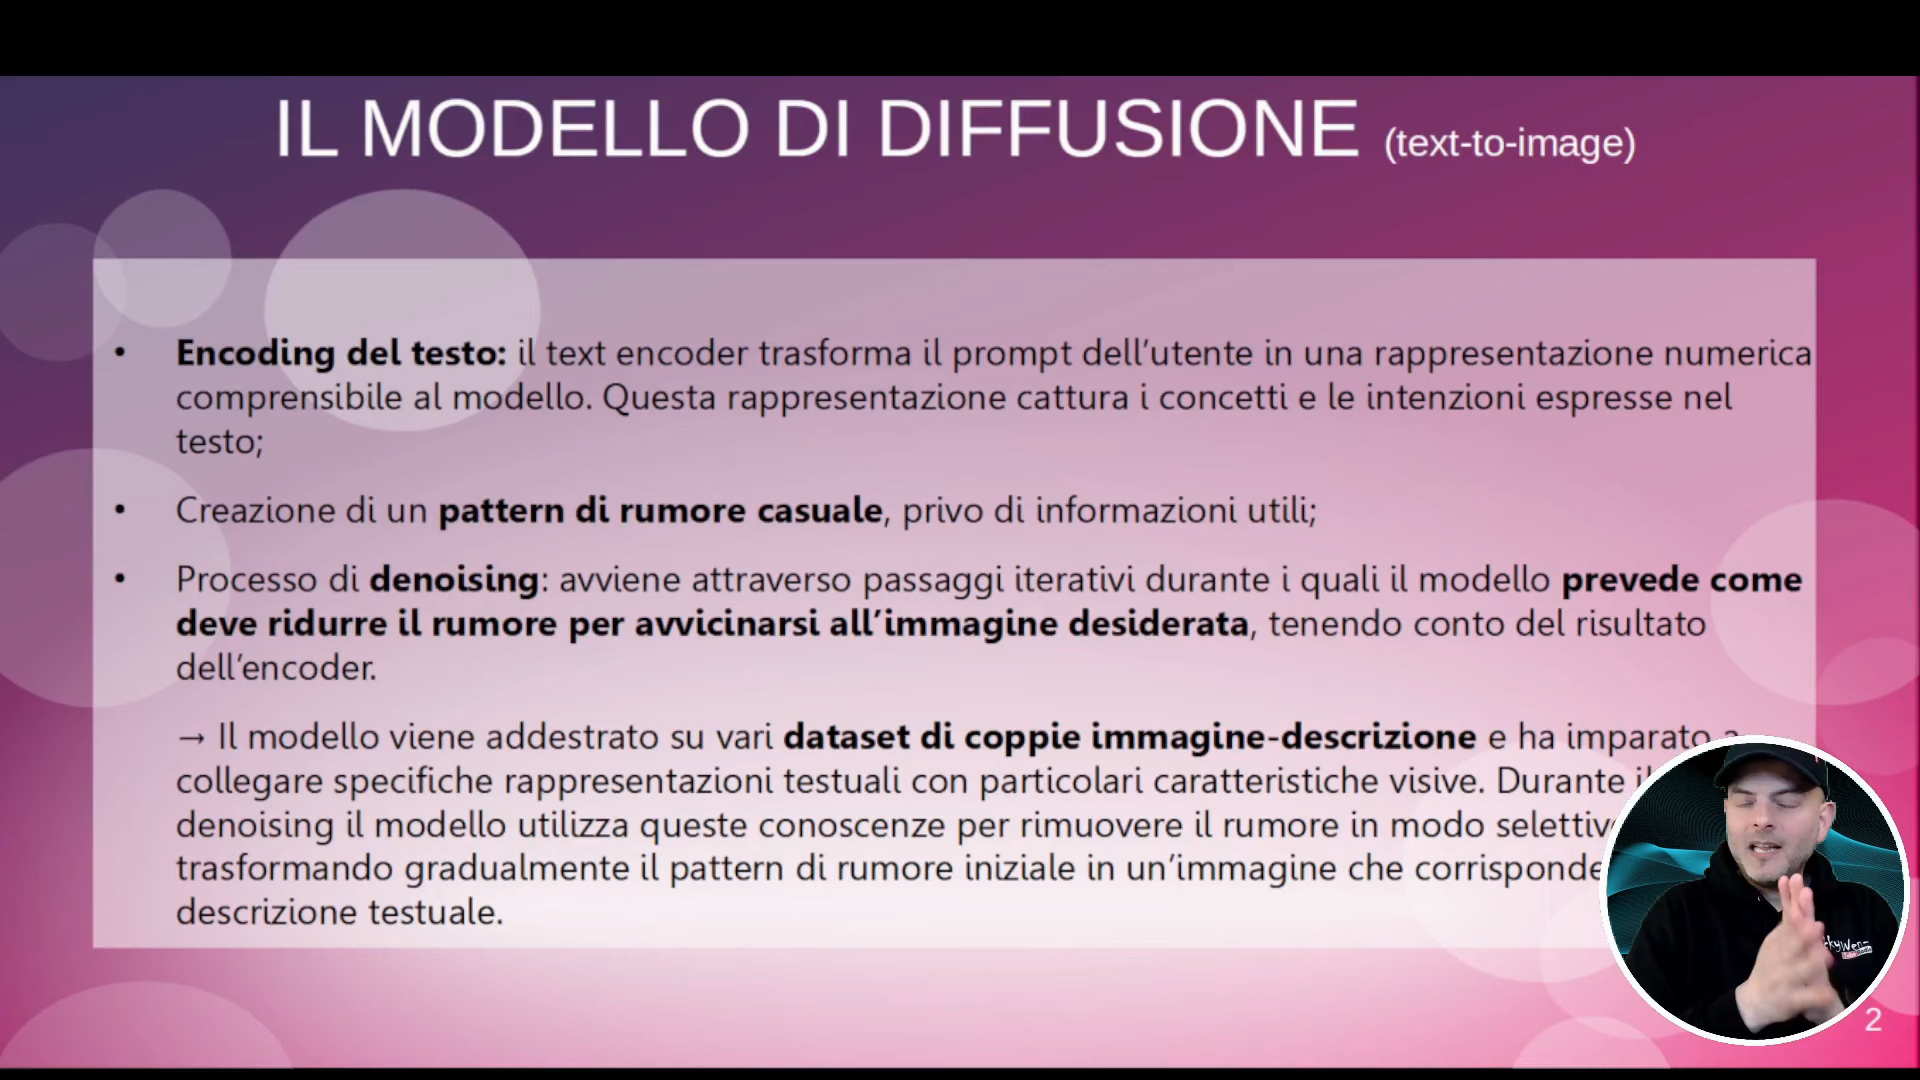 IL MODELLO DI DIFFUSIONE (text-to-image)
• Encoding del testo: il text encoder trasforma il prompt dell’utente in una rappresentazione numerica
comprensibile al modello. Questa rappresentazione cattura i concetti e le intenzioni espresse nel
testo;
• Creazione di un pattern di rumore casuale, privo di informazioni utili;
• Processo di denoising: avviene attraverso passaggi iterativi durante i quali il modello prevede come
deve ridurre il rumore per avvicinarsi all’immagine desiderata, tenendo conto del risultato
dell’encoder.
→ Il modello viene addestrato su vari dataset di coppie immagine-descrizione e ha imparato a
collegare specifiche rappresentazioni testuali con particolari caratteristiche visive. Durante il
denoising il modello utilizza queste conoscenze per rimuovere il rumore in modo
trasformando gradualmente il pattern di rumore iniziale in un’immagine che corrisponde
descrizione testuale.
2